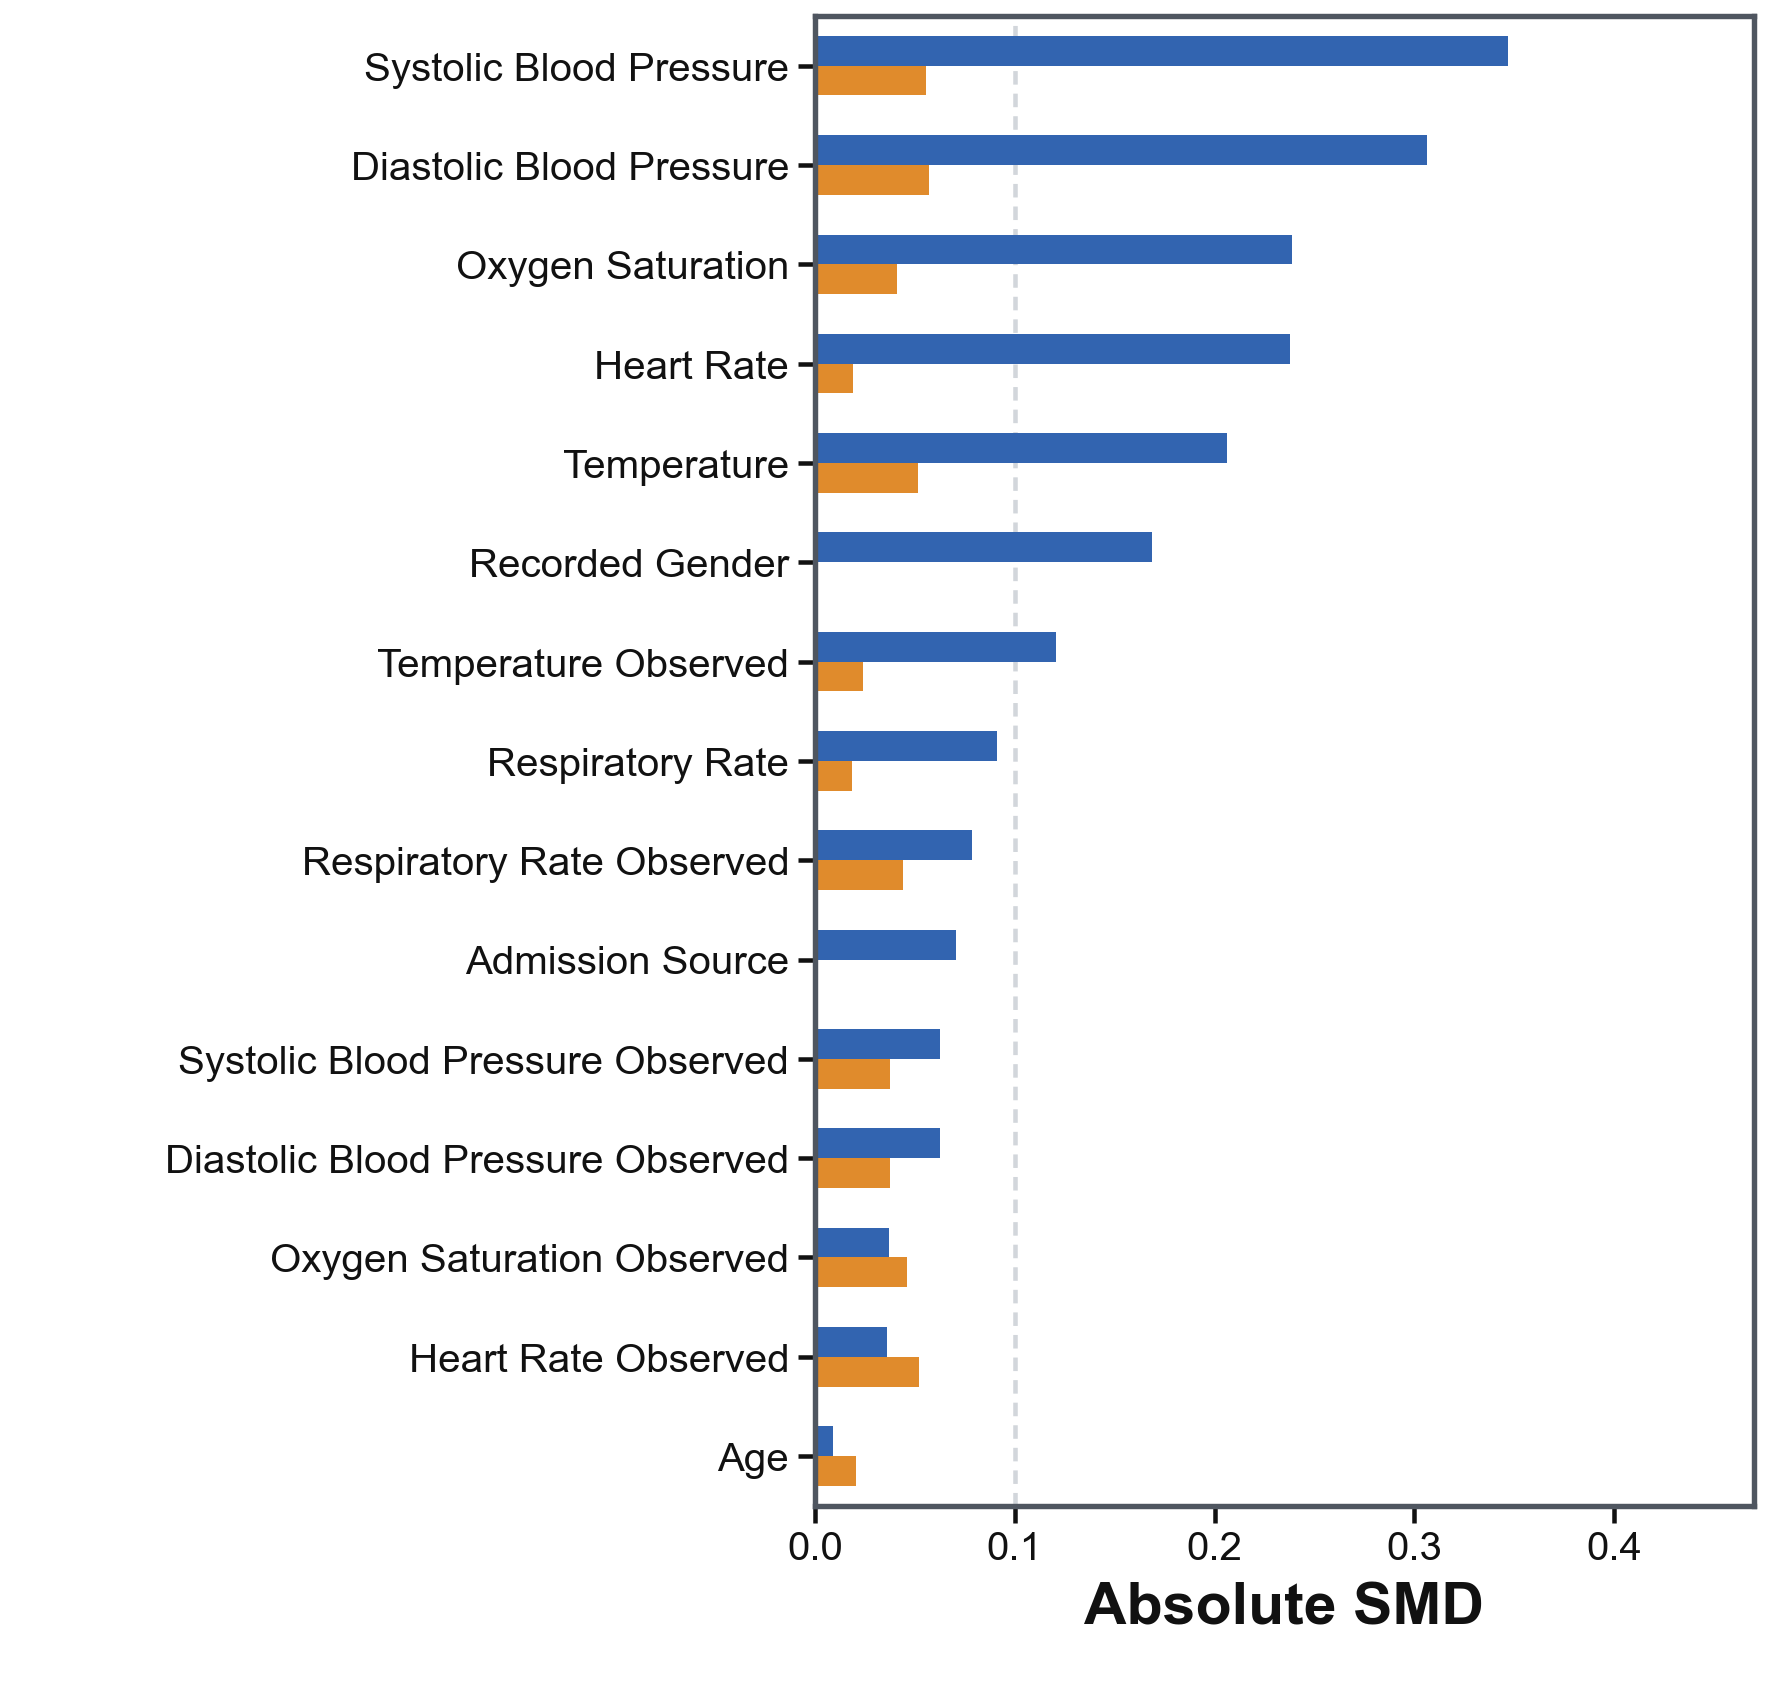 Systolic Blood Pressure
Diastolic Blood Pressure
Oxygen Saturation
Heart Rate
Temperature
Recorded Gender
Temperature Observed
Respiratory Rate
Respiratory Rate Observed
Admission Source
Systolic Blood Pressure Observed
Diastolic Blood Pressure Observed
Oxygen Saturation Observed
Heart Rate Observed
Age
0.0 0.1 0.2 0.3 0.4
Absolute SMD